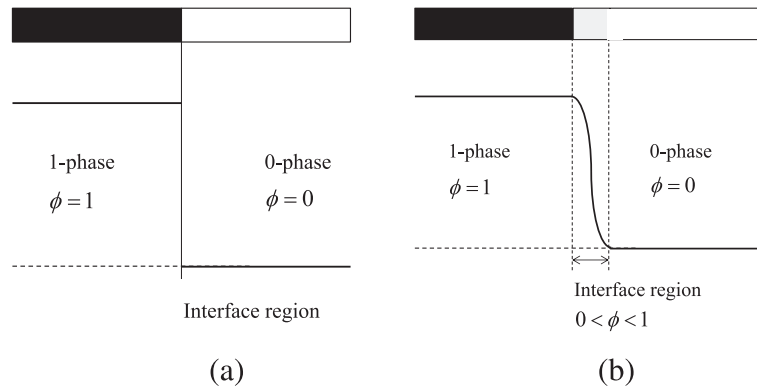 1-phase
ϕ = 1
0-phase
ϕ = 0
Interface region
(a)
1-phase
ϕ = 1
0-phase
ϕ = 0
Interface region
0 < ϕ < 1
(b)